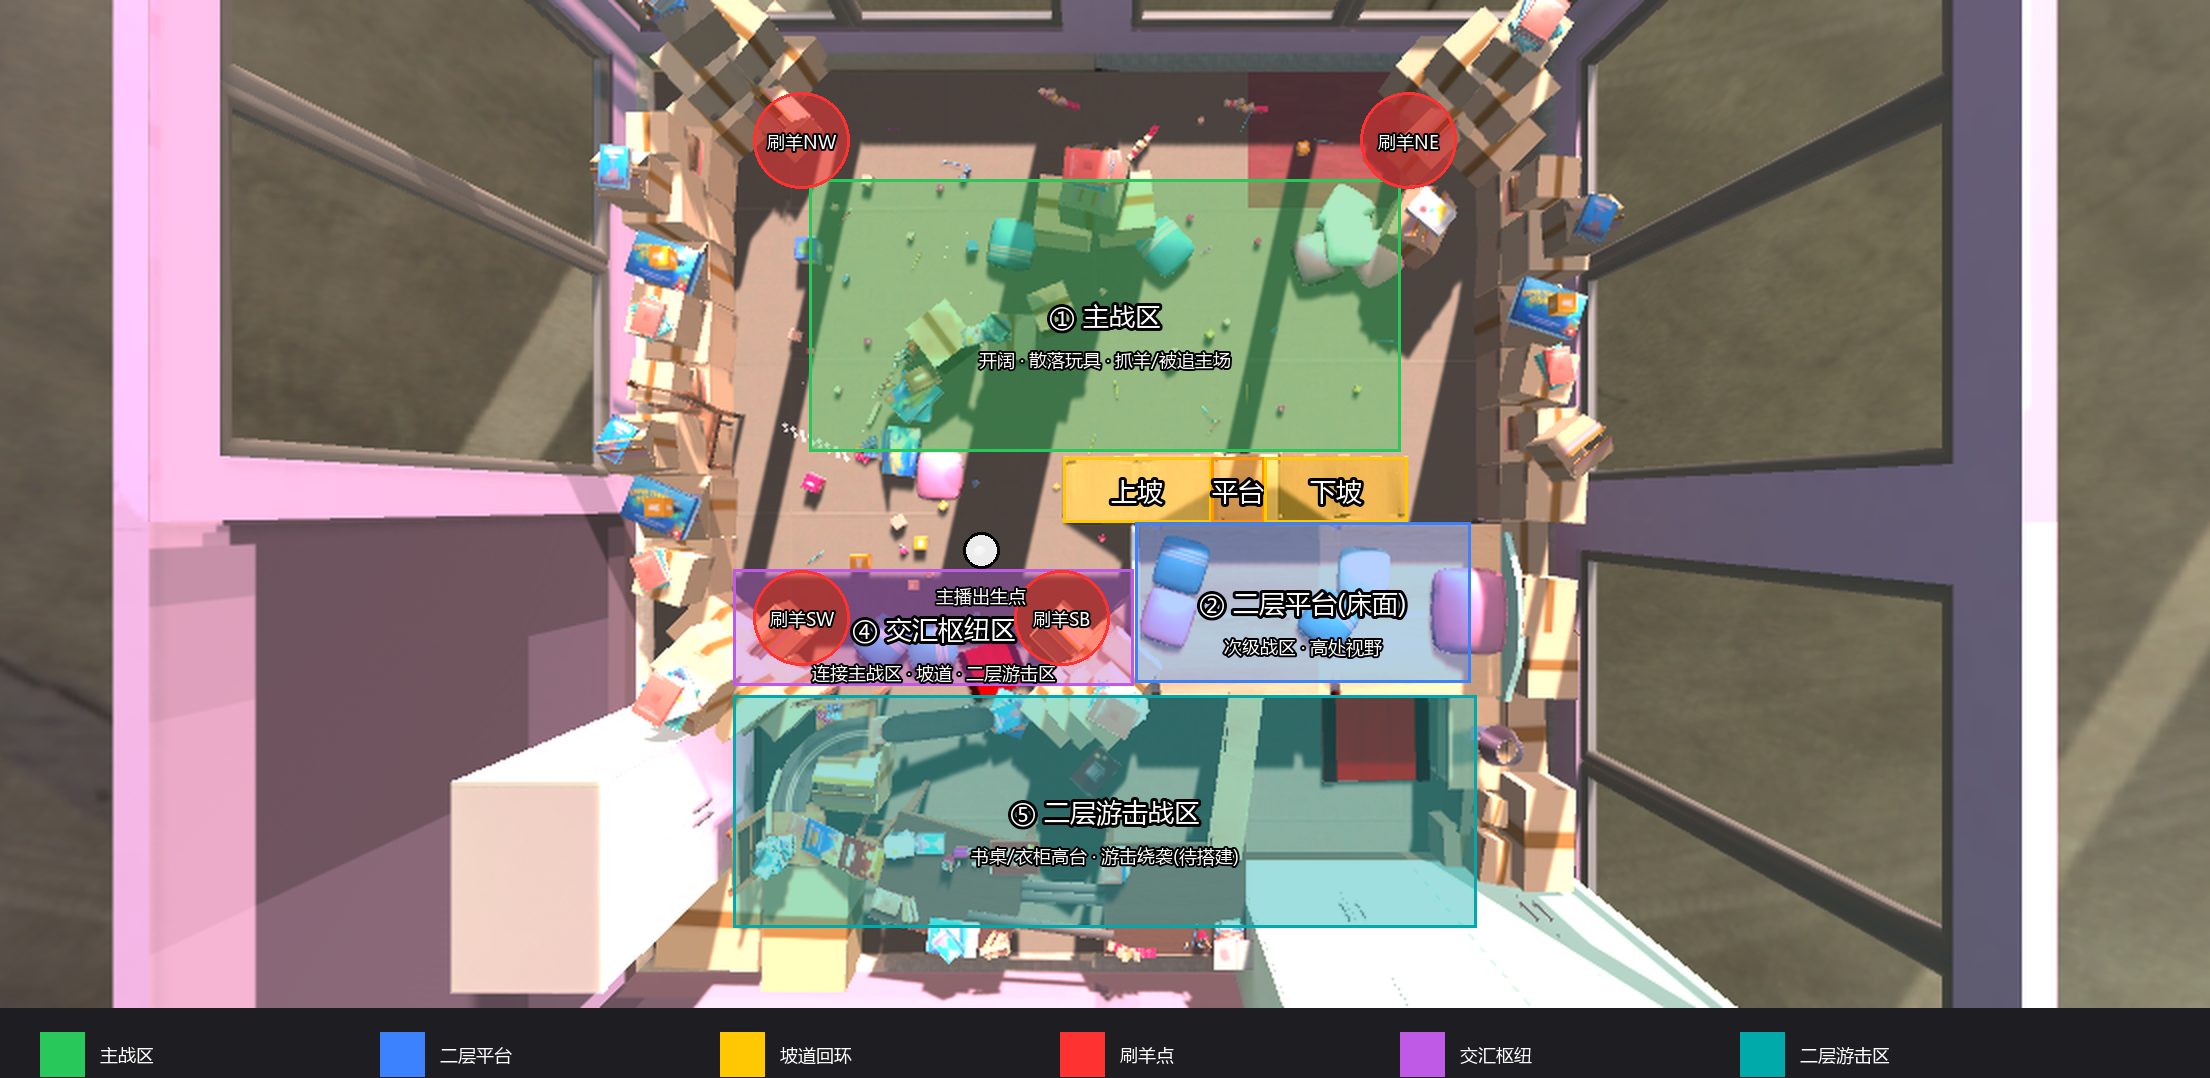 刷羊NW
刷羊NE
① 主战区
开阔 · 散落玩具 · 抓羊/被追主场
上坡
平台
下坡
主播出生点
刷羊SW
刷羊SB
④ 交汇枢纽区
连接主战区 · 坡道 · 二层游击区
② 二层平台(床面)
次级战区 · 高处视野
⑤ 二层游击战区
书桌/衣柜高台 · 游击绕袭(待搭建)
主战区
二层平台
坡道回环
刷羊点
交汇枢纽
二层游击区